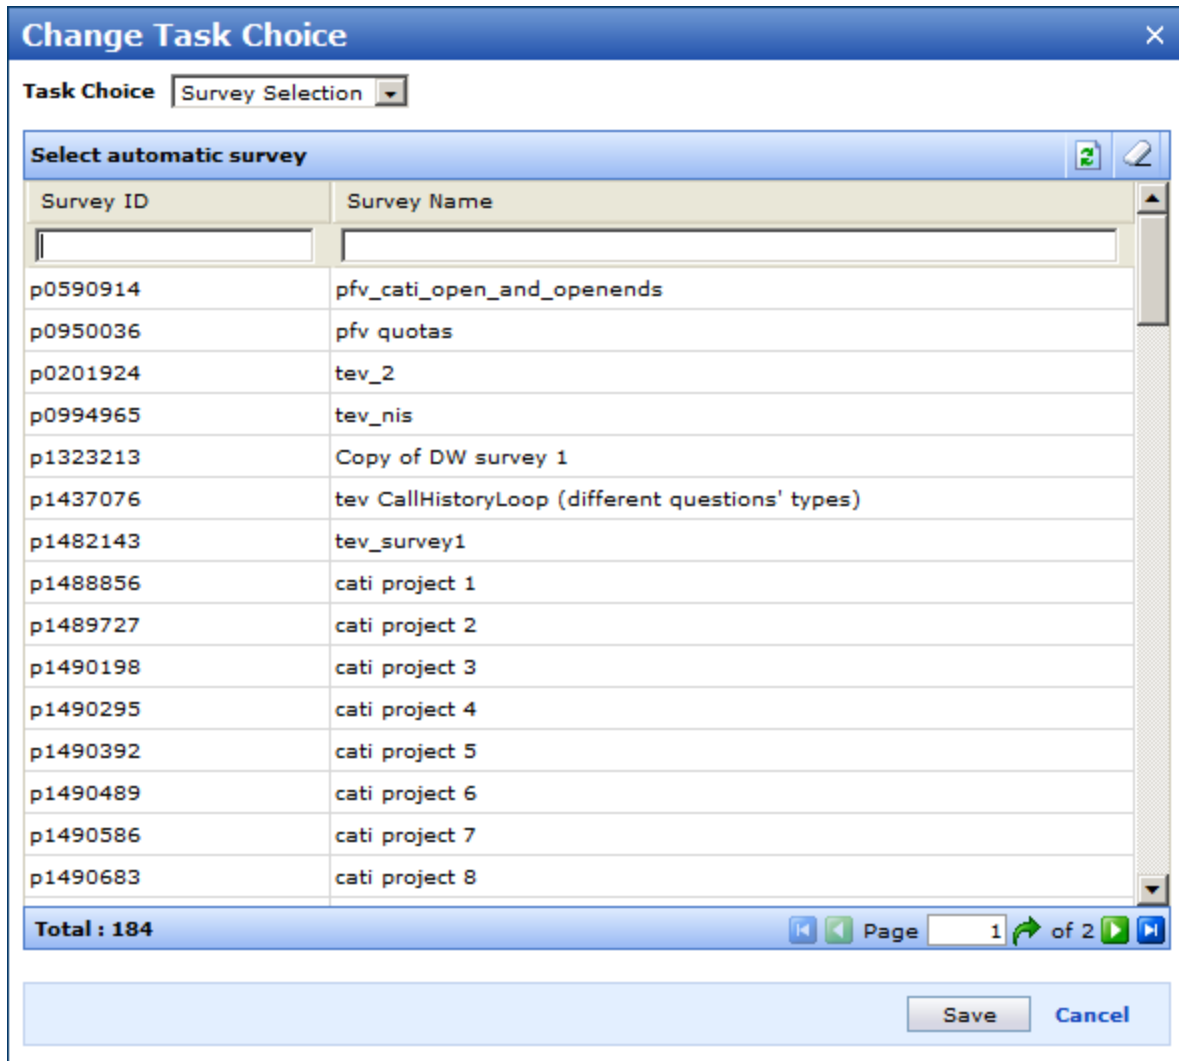 Change Task Choice
Task Choice Survey Selection
Select automatic survey
Survey ID Survey Name
p0590914 pfv_cati_open_and_openends
p0950036 pfv quotas
p0201924 tev_2
p0994965 tev_nis
p1323213 Copy of DW survey 1
p1437076 tev CallHistoryLoop (different questions' types)
p1482143 tev_survey1
p1488856 cati project 1
p1489727 cati project 2
p1490198 cati project 3
p1490295 cati project 4
p1490392 cati project 5
p1490489 cati project 6
p1490586 cati project 7
p1490683 cati project 8
Total : 184 Page 1 of 2
Save Cancel